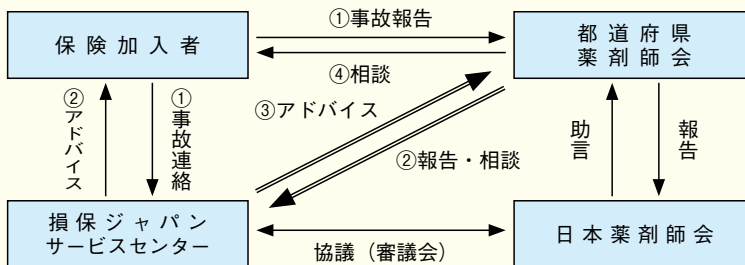 ①事故報告
保険加入者
都道府県
薬剤師会
④相談
②アドバイス
①事故連絡
③アドバイス
②報告・相談
助言
報告
損保ジャパン
サービスセンター
協議（審議会）
日本薬剤師会